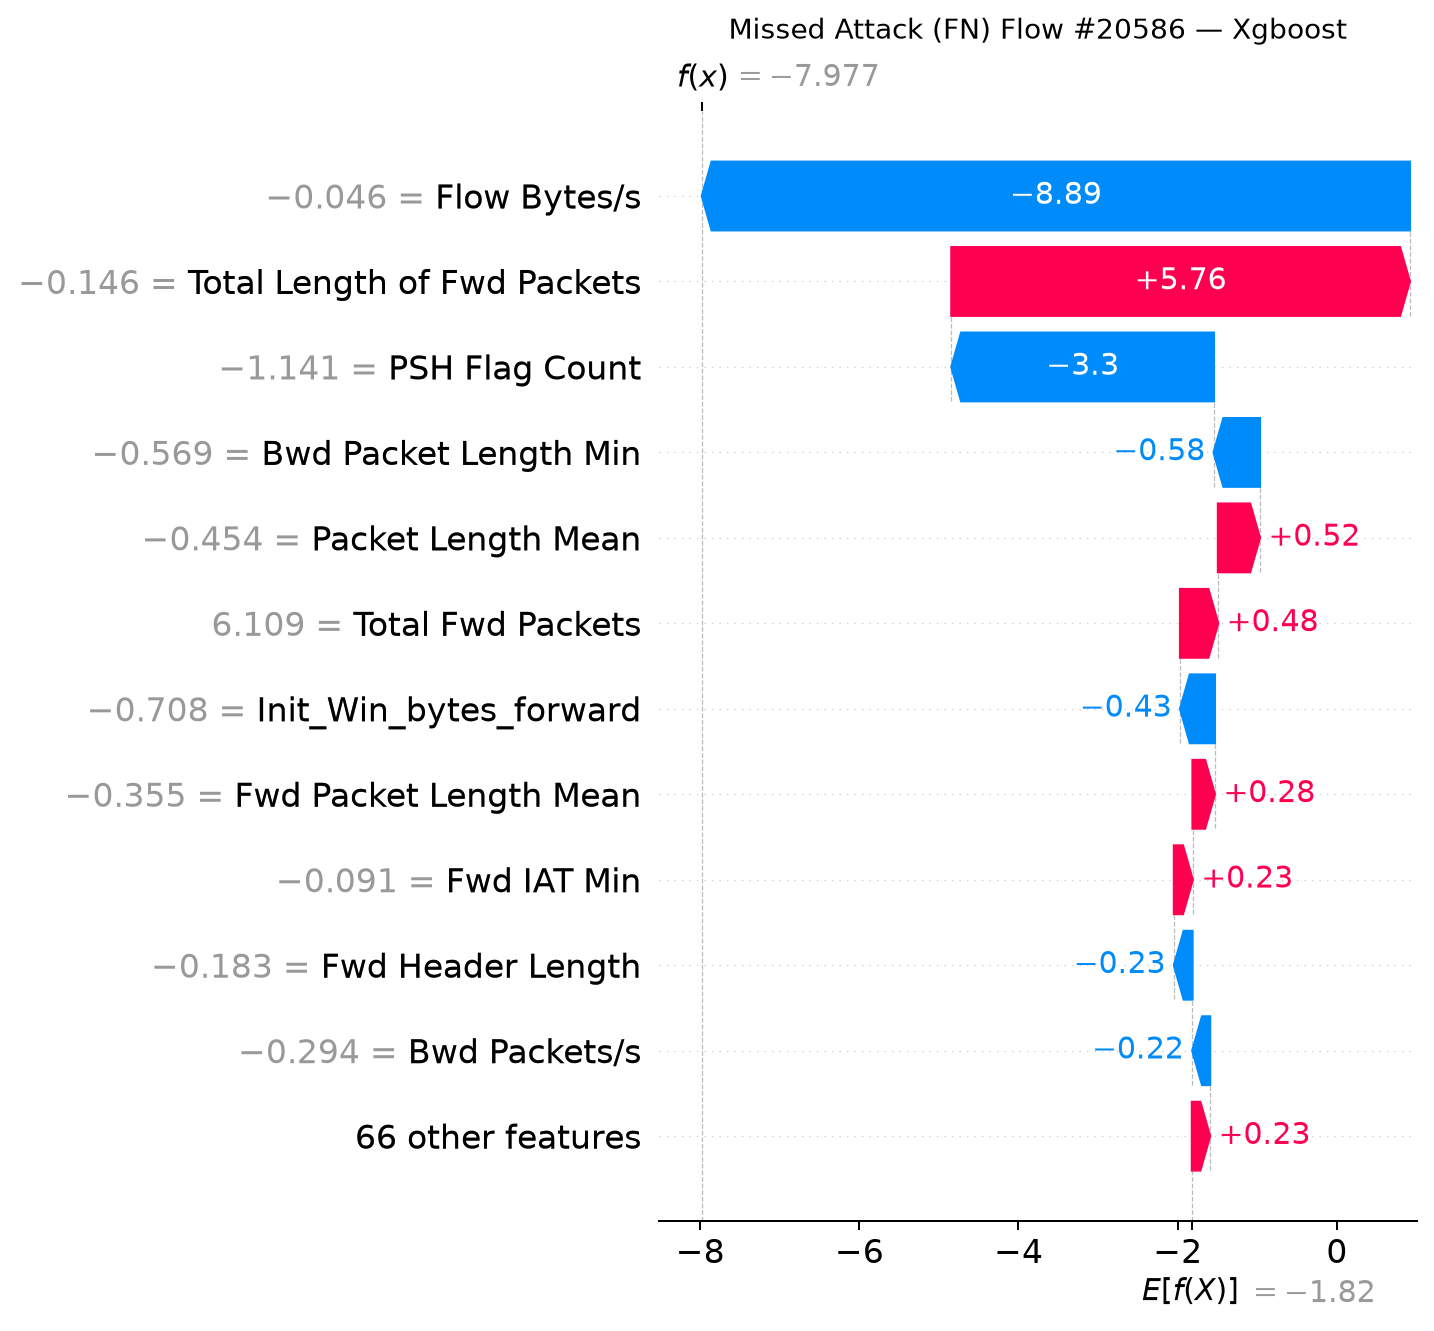 Missed Attack (FN) Flow #20586 — Xgboost
f(x) = −7.977
−0.046 = Flow Bytes/s
−8.89
−0.146 = Total Length of Fwd Packets
+5.76
−1.141 = PSH Flag Count
−3.3
−0.569 = Bwd Packet Length Min
−0.58
−0.454 = Packet Length Mean
+0.52
6.109 = Total Fwd Packets
+0.48
−0.708 = Init_Win_bytes_forward
−0.43
−0.355 = Fwd Packet Length Mean
+0.28
−0.091 = Fwd IAT Min
+0.23
−0.183 = Fwd Header Length
−0.23
−0.294 = Bwd Packets/s
−0.22
66 other features
+0.23
−8 −6 −4 −2 0
E[f(X)] = −1.82